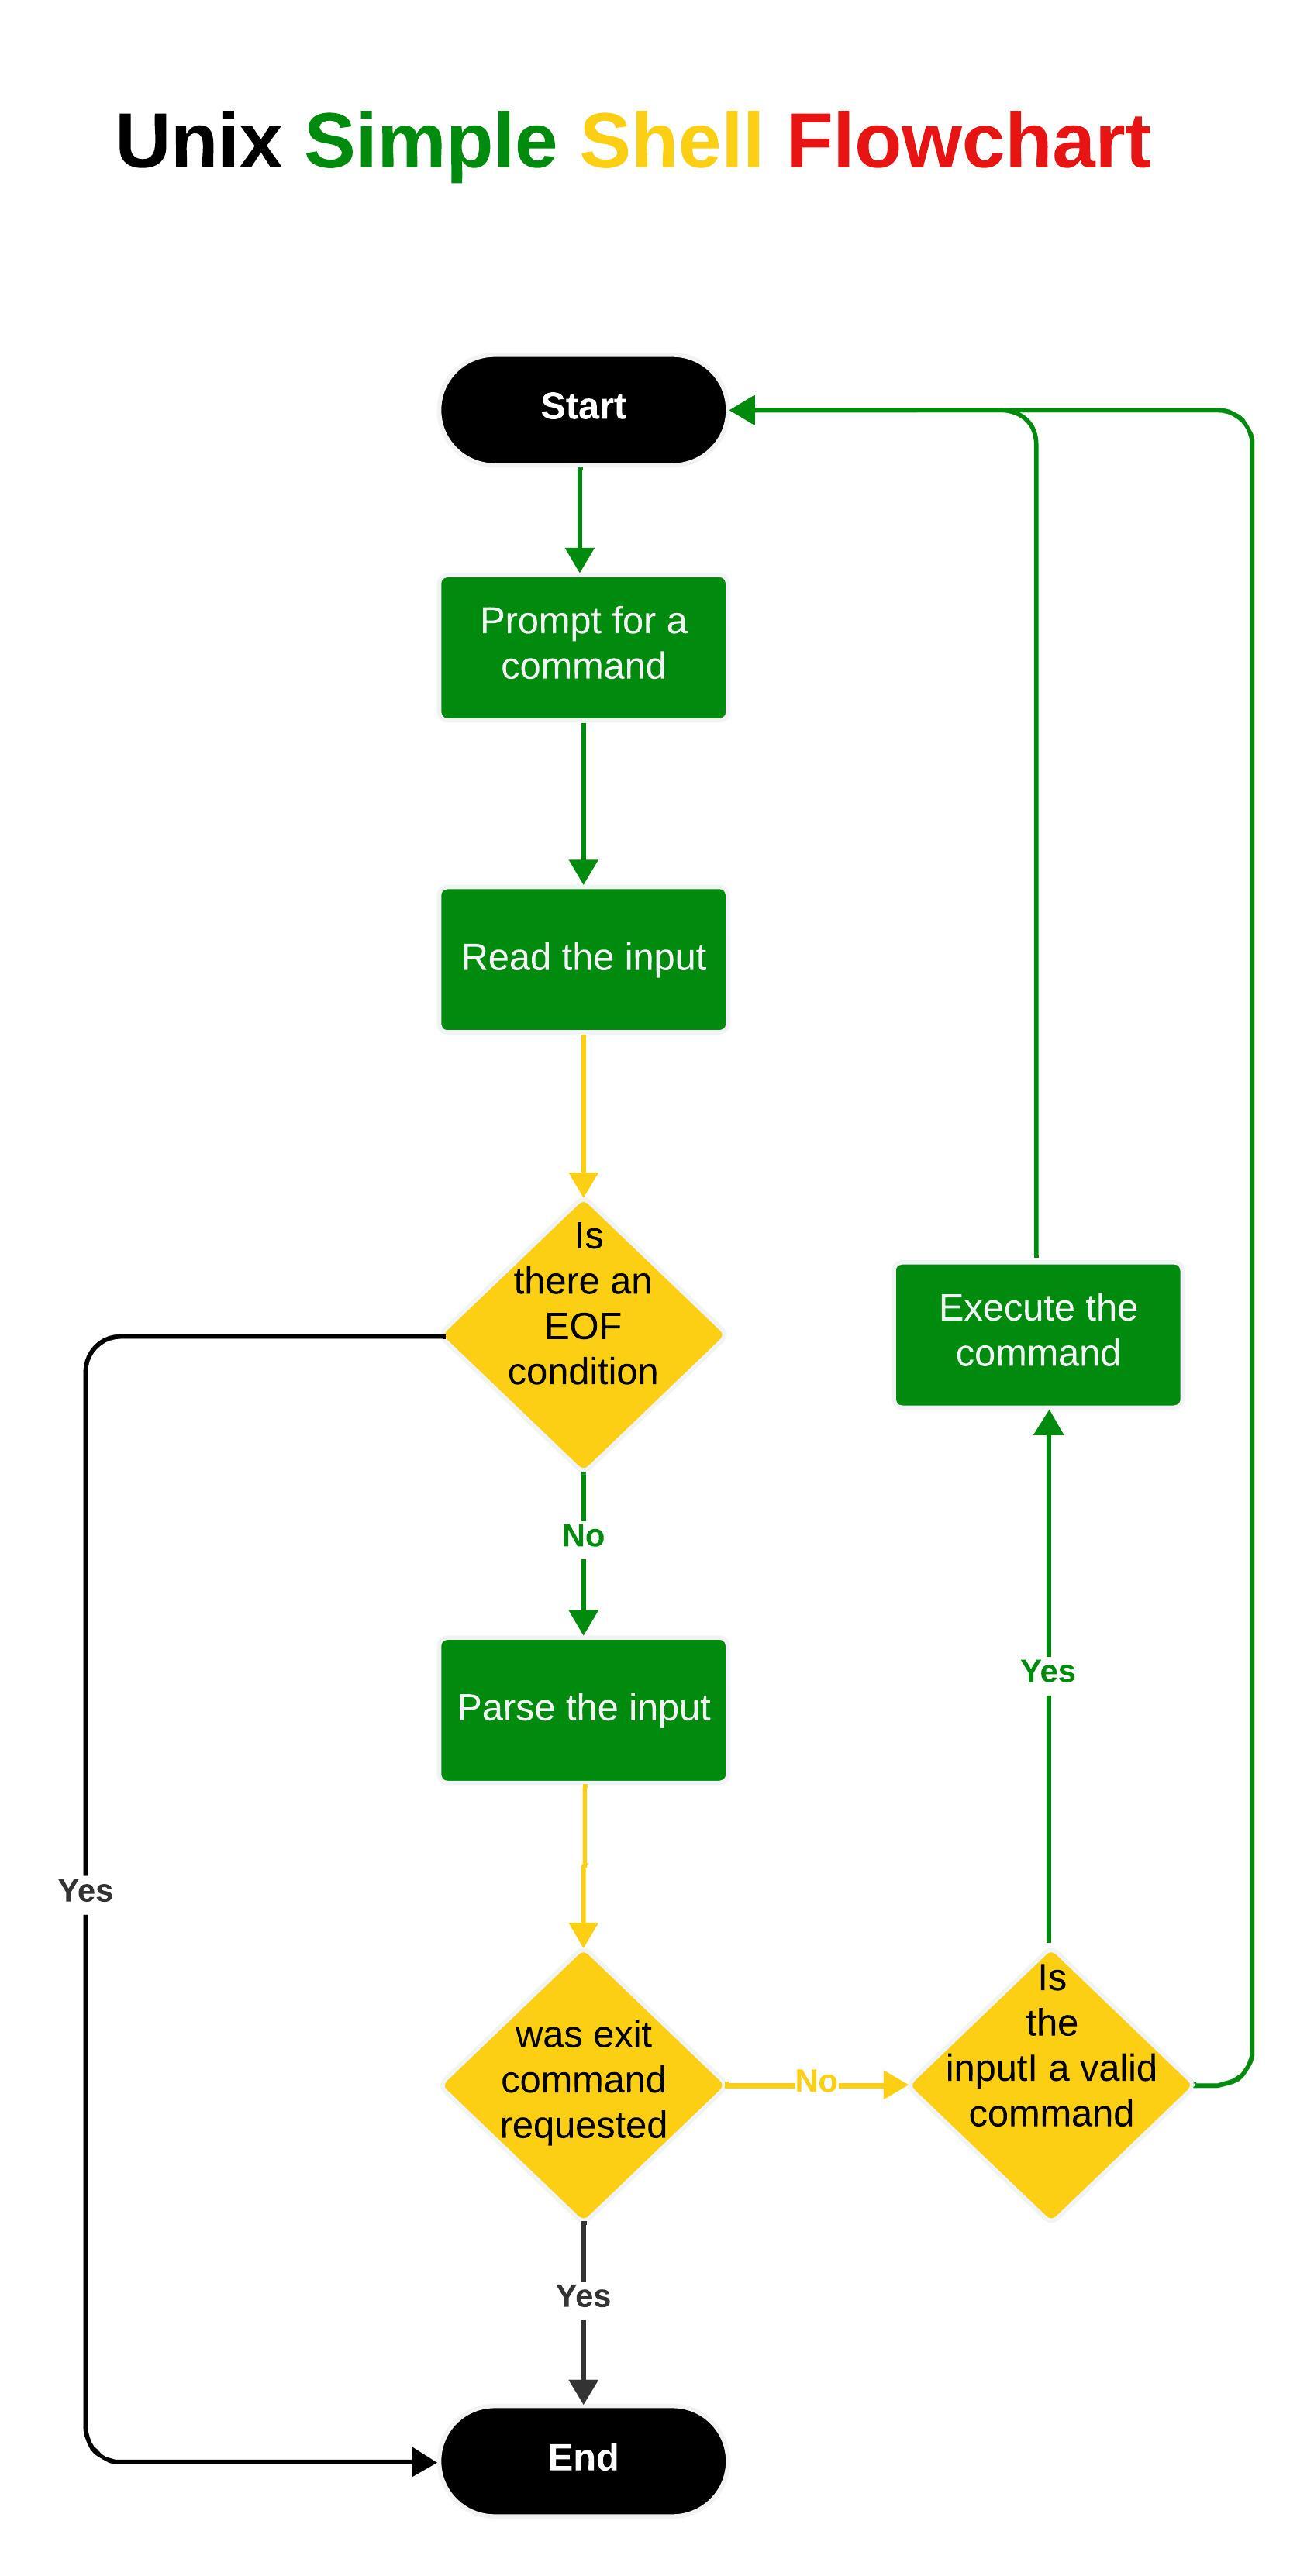 Unix Simple Shell Flowchart
Start
Prompt for a
command
Read the input
Is
there an
EOF
condition
Execute the
command
No
Yes
Parse the input
Yes
was exit
command
requested
No
Is
the
inputl a valid
command
Yes
End